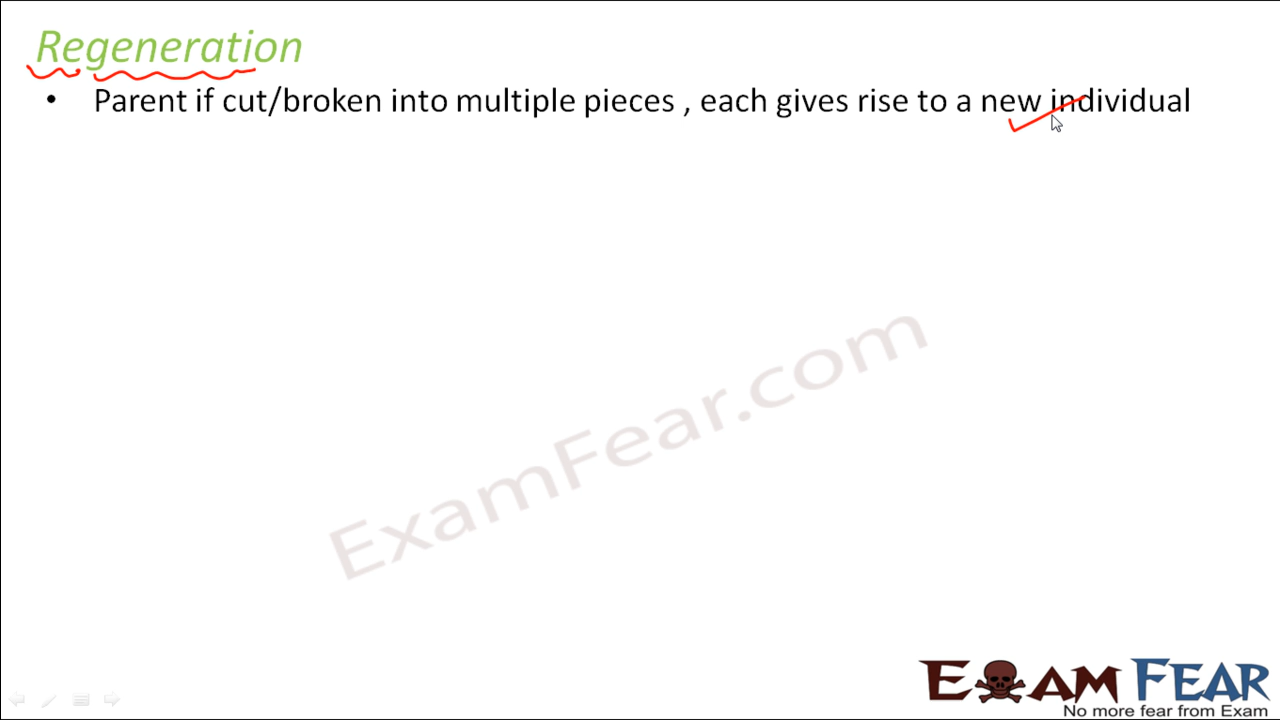 Regeneration
• Parent if cut/broken into multiple pieces , each gives rise to a new individual
ExamFear.com
EXAM FEAR
No more fear from Exam